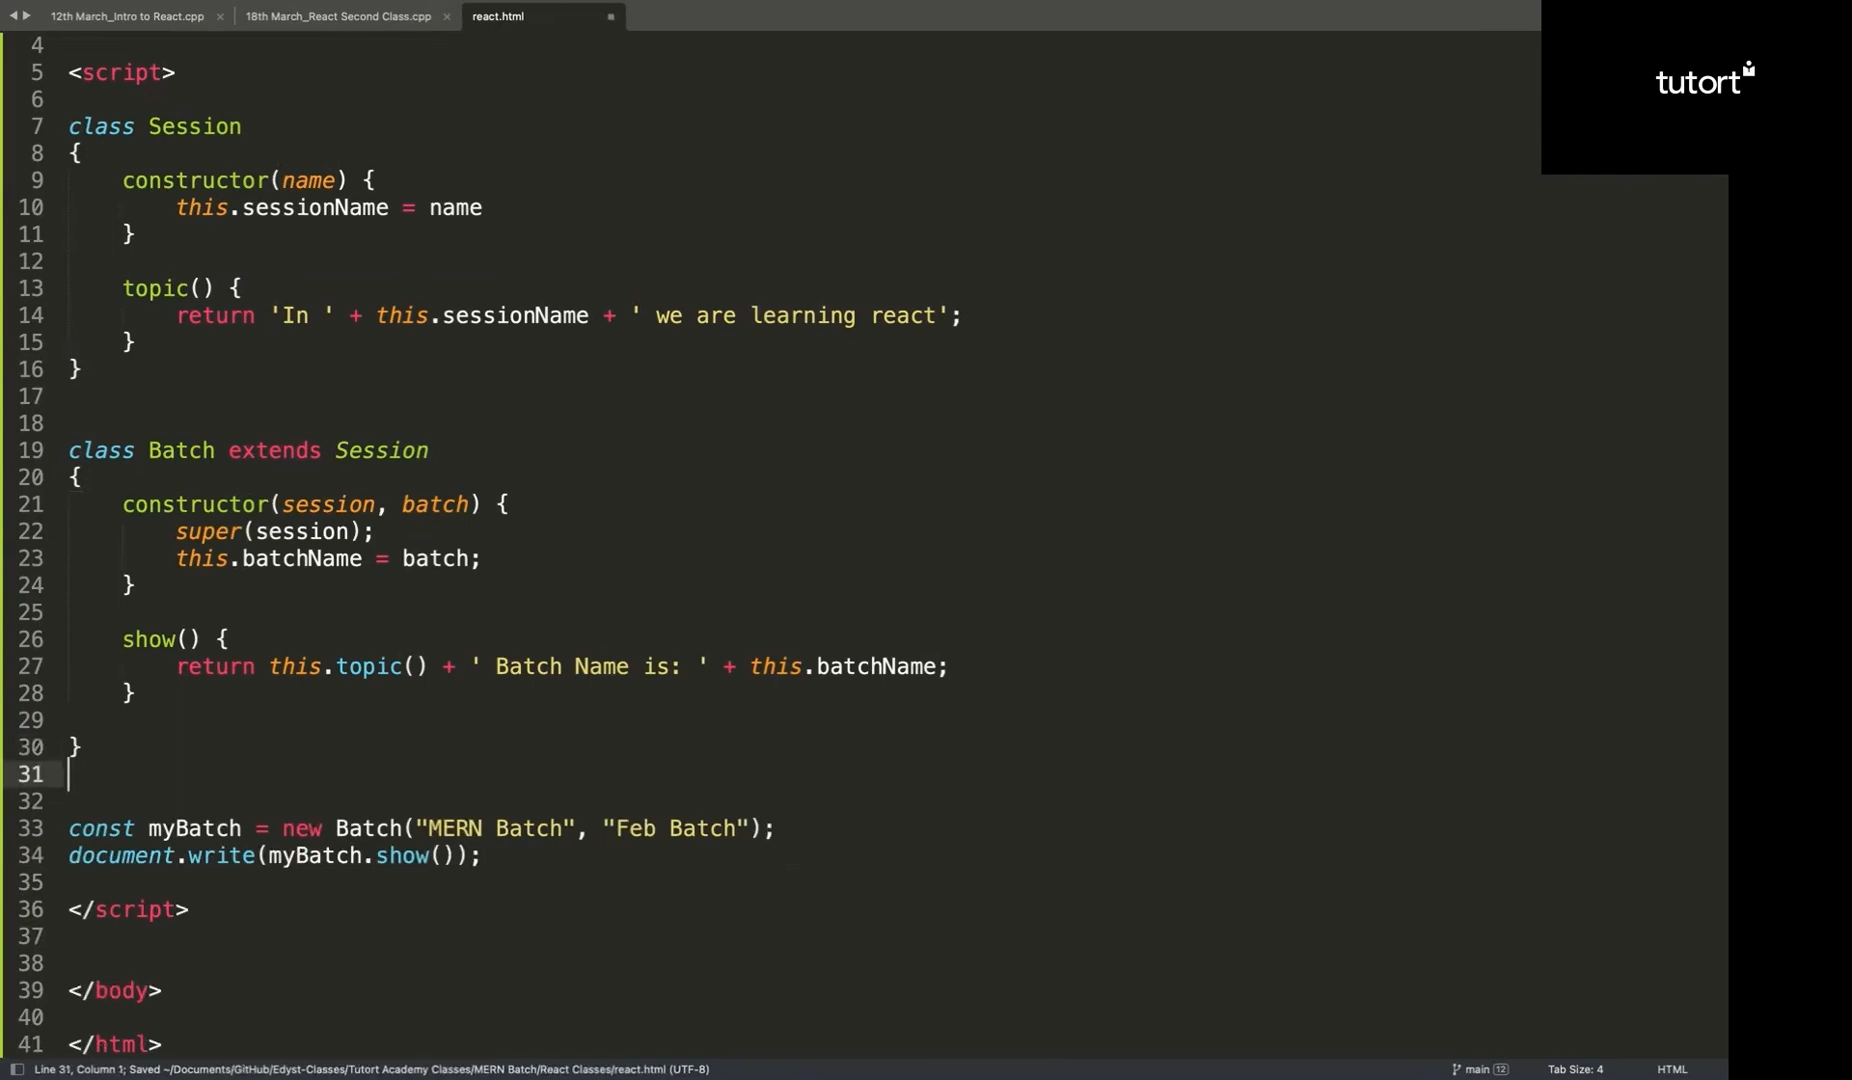 12th March_Intro to React.cpp × 18th March_React Second Class.cpp × react.html
tutort
4
5 <script>
6
7 class Session
8 {
9 constructor(name) {
10 this.sessionName = name
11 }
12
13 topic() {
14 return 'In ' + this.sessionName + ' we are learning react';
15 }
16 }
17
18
19 class Batch extends Session
20 {
21 constructor(session, batch) {
22 super(session);
23 this.batchName = batch;
24 }
25
26 show() {
27 return this.topic() + ' Batch Name is: ' + this.batchName;
28 }
29
30 }
31
32
33 const myBatch = new Batch("MERN Batch", "Feb Batch");
34 document.write(myBatch.show());
35
36 </script>
37
38
39 </body>
40
41 </html>
Line 31, Column 1; Saved ~/Documents/GitHub/Edyst-Classes/Tutort Academy Classes/MERN Batch/React Classes/react.html (UTF-8) main 12 Tab Size: 4 HTML